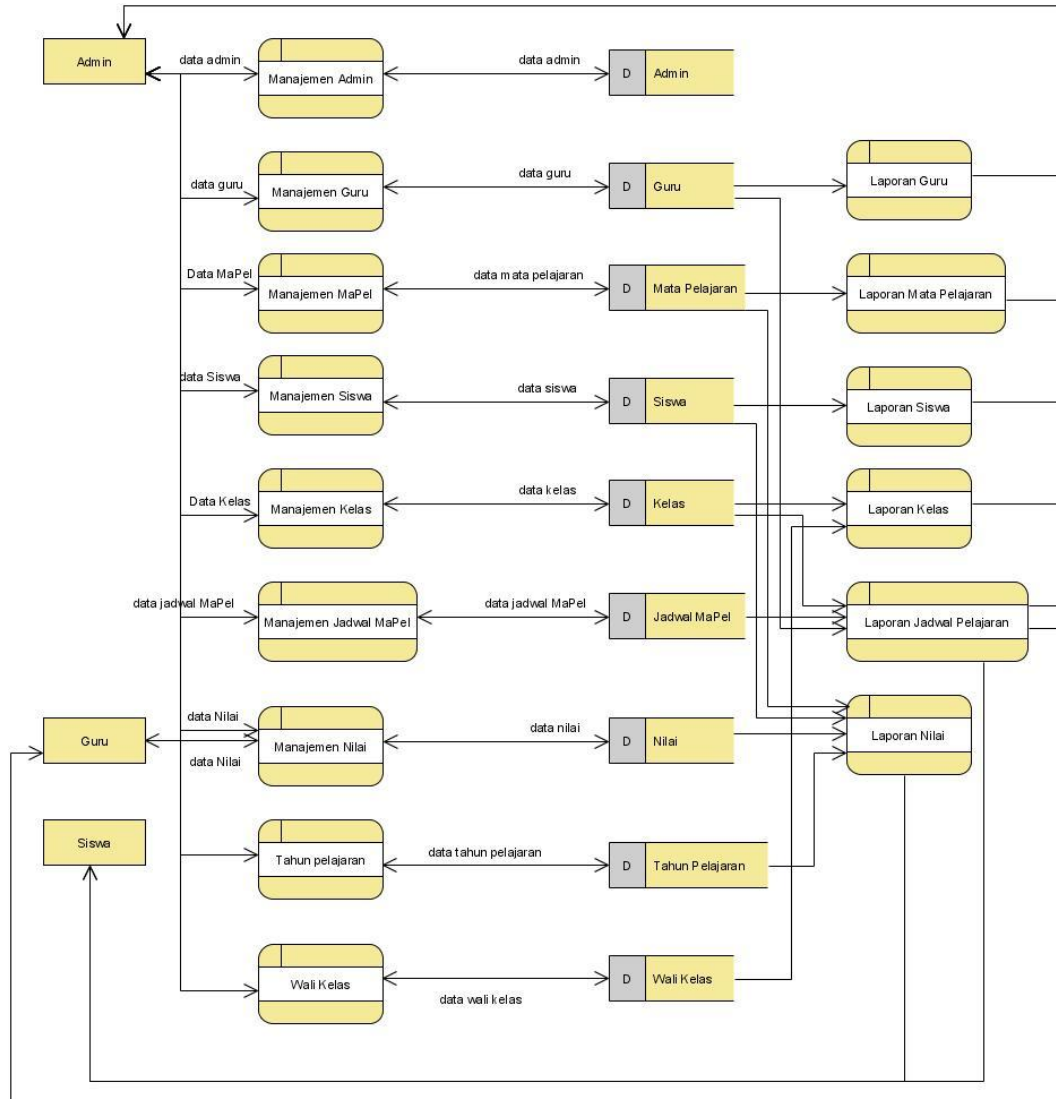 Admin
data admin
Manajemen Admin
data admin
D
Admin
data guru
Manajemen Guru
data guru
D
Guru
Laporan Guru
Data MaPel
Manajemen MaPel
data mata pelajaran
D
Mata Pelajaran
Laporan Mata Pelajaran
data Siswa
Manajemen Siswa
data siswa
D
Siswa
Laporan Siswa
Data Kelas
Manajemen Kelas
data kelas
D
Kelas
Laporan Kelas
data jadwal MaPel
Manajemen Jadwal MaPel
data jadwal MaPel
D
Jadwal MaPel
Laporan Jadwal Pelajaran
Guru
data Nilai
data Nilai
Manajemen Nilai
data nilai
D
Nilai
Laporan Nilai
Siswa
Tahun pelajaran
data tahun pelajaran
D
Tahun Pelajaran
Wali Kelas
data wali kelas
D
Wali Kelas